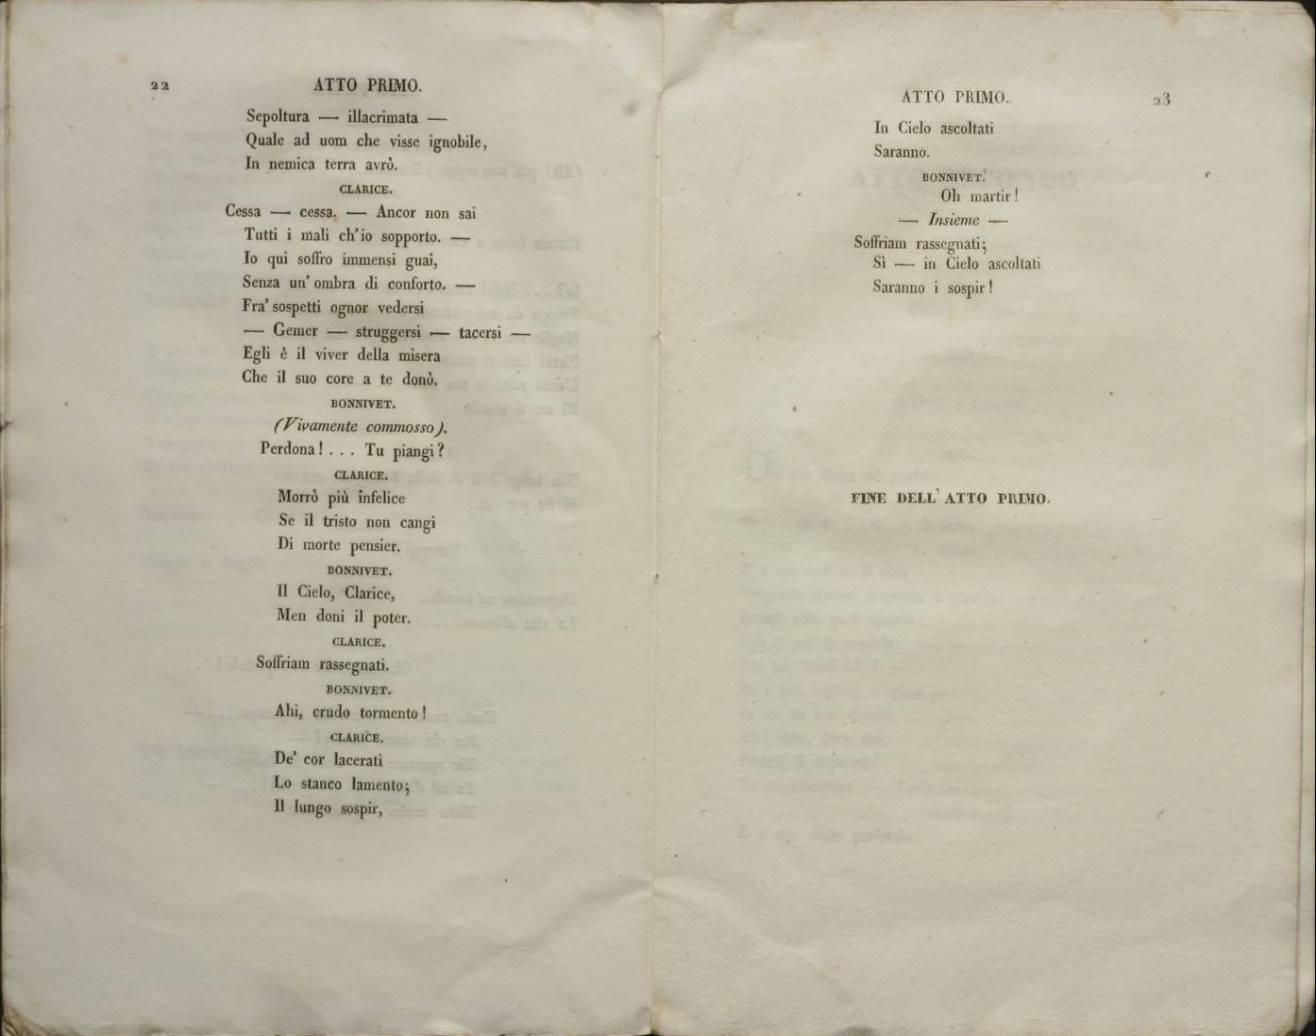 22
ATTO PRIMO.
Sepoltura — illacrimata —
Quale ad uom che visse ignobile,
In nemica terra avrò.
CLARICE.
Cessa — cessa. — Ancor non sai
Tutti i mali ch'io sopporto. —
Io qui soffro immensi guai,
Senza un' ombra di conforto. —
Fra' sospetti ognor vedersi
— Gemer — struggersi — tacersi —
Egli è il viver della misera
Che il suo core a te donò.
BONNIVET.
(Vivamente commosso).
Perdona! . . . Tu piangi?
CLARICE.
Morrò più infelice
Se il tristo non cangi
Di morte pensier.
BONNIVET.
Il Cielo, Clarice,
Men doni il poter.
CLARICE.
Soffriam rassegnati.
BONNIVET.
Ahi, crudo tormento!
CLARICE.
De' cor lacerati
Lo stanco lamento;
Il lungo sospir,
ATTO PRIMO.
23
In Cielo ascoltati
Saranno.
BONNIVET.
Oh martir!
— Insieme —
Soffriam rassegnati;
Sì — in Cielo ascoltati
Saranno i sospir!
FINE DELL' ATTO PRIMO.